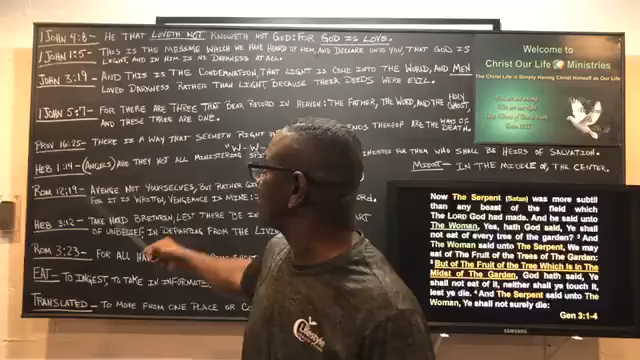 1 JOHN 4:8 - HE THAT LOVETH NOT KNOWETH NOT GOD: FOR GOD IS LOVE.
1 JOHN 1:5 - THIS IS THE MESSAGE WHICH WE HAVE HEARD OF HIM, AND DECLARE UNTO YOU, THAT GOD IS
LIGHT, AND IN HIM IS NO DARKNESS AT ALL.
JOHN 3:19 - AND THIS IS THE CONDEMNATION, THAT LIGHT IS COME INTO THE WORLD, AND MEN
LOVED DARKNESS RATHER THAN LIGHT, BECAUSE THEIR DEEDS WERE EVIL.
1 JOHN 5:7 - FOR THERE ARE THREE THAT BEAR RECORD IN HEAVEN: THE FATHER, THE WORD, AND THE HOLY GHOST,
AND THESE THREE ARE ONE.
PROV 16:25 - THERE IS A WAY THAT SEEMETH RIGHT UN ENDS THEREOF ARE THE WAYS OF DEATH.
"W-W-
HEB 1:14 - (ANGELS) ARE THEY NOT ALL MINISTERING MINISTER FOR THEM WHO SHALL BE HEIRS OF SALVATION.
MIDST - IN THE MIDDLE OF, THE CENTER.
ROM 12:19 - AVENGE NOT YOURSELVES, BUT RATHER GI
FOR IT IS WRITTEN, VENGENCE IS MINE: ORD.
HEB 3:12 - TAKE HEED BRETHREN, LEST THERE BE IN
OF UNBELIEF, IN DEPARTING FROM THE LIVIN
ROM 3:23 - FOR ALL HA
EAT - TO INGEST, TO TAKE IN INFORMAT
TRANSLATED - TO MOVE FROM ONE PLACE OR CO
Lifestyle
Welcome to
Christ Our Life Ministries
The Christ Life is Simply Having Christ Himself as Our Life
Now The Serpent (Satan) was more subtil
than any beast of the field which
The LORD God had made. And he said unto
The Woman, Yea, hath God said, Ye shall
not eat of every tree of the garden? 2 And
The Woman said unto The Serpent, We may
eat of The Fruit of the Trees of The Garden:
3 But of The Fruit of the Tree Which is in The
Midst of The Garden, God hath said, Ye
shall not eat of it, neither shall ye touch it,
lest ye die. 4 And The Serpent said unto The
Woman, Ye shall not surely die:
Gen 3:1-4
SAMSUNG